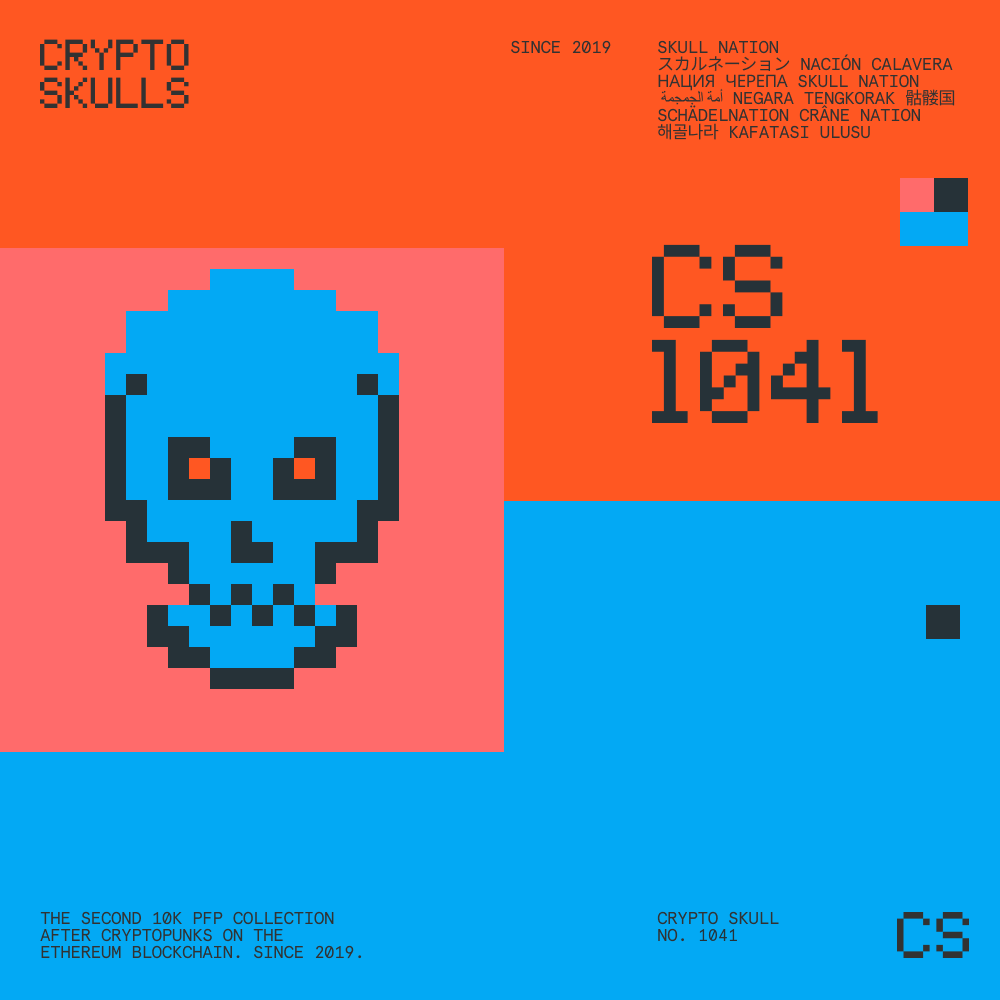 CRYPTO
SKULLS
SINCE 2019
SKULL NATION
スカルネーション NACIÓN CALAVERA
НАЦИЯ ЧЕРЕПА SKULL NATION
أمة الجمجمة NEGARA TENGKORAK 骷髅国
SCHÄDELNATION CRÂNE NATION
해골나라 KAFATASI ULUSU
CS
1041
THE SECOND 10K PFP COLLECTION
AFTER CRYPTOPUNKS ON THE
ETHEREUM BLOCKCHAIN. SINCE 2019.
CRYPTO SKULL
NO. 1041
CS